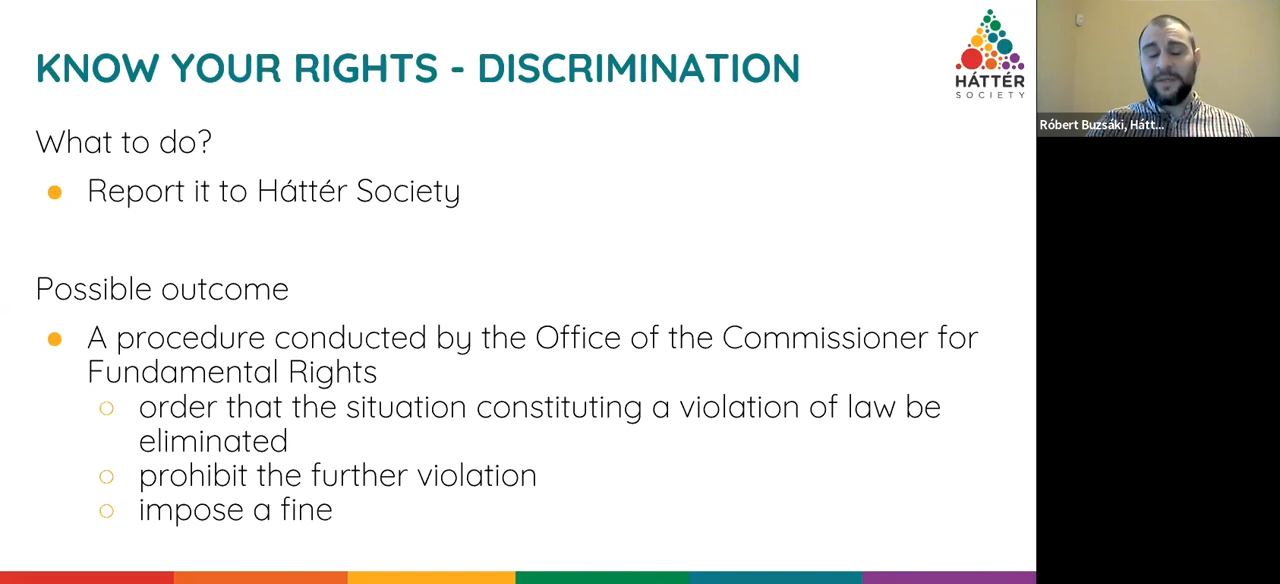 KNOW YOUR RIGHTS - DISCRIMINATION
HÁTTÉR
SOCIETY
Róbert Buzsáki, Hátt...
What to do?
● Report it to Háttér Society
Possible outcome
● A procedure conducted by the Office of the Commissioner for
Fundamental Rights
○ order that the situation constituting a violation of law be
eliminated
○ prohibit the further violation
○ impose a fine